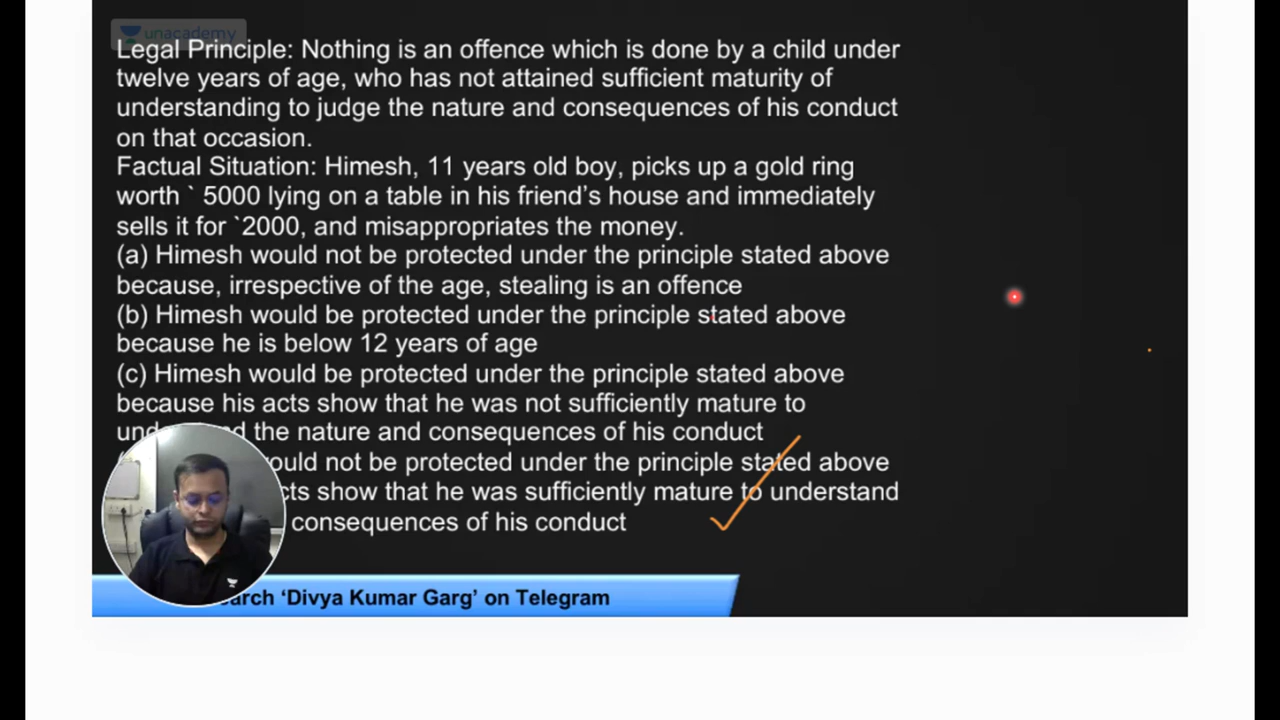 unacademy
Legal Principle: Nothing is an offence which is done by a child under
twelve years of age, who has not attained sufficient maturity of
understanding to judge the nature and consequences of his conduct
on that occasion.
Factual Situation: Himesh, 11 years old boy, picks up a gold ring
worth ` 5000 lying on a table in his friend's house and immediately
sells it for `2000, and misappropriates the money.
(a) Himesh would not be protected under the principle stated above
because, irrespective of the age, stealing is an offence
(b) Himesh would be protected under the principle stated above
because he is below 12 years of age
(c) Himesh would be protected under the principle stated above
because his acts show that he was not sufficiently mature to
the nature and consequences of his conduct
not be protected under the principle stated above
show that he was sufficiently mature to understand
consequences of his conduct
‘Divya Kumar Garg’ on Telegram